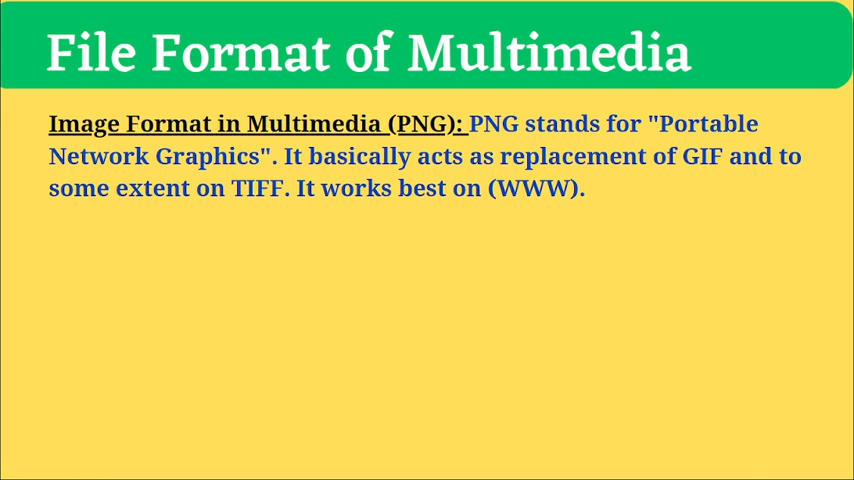 File Format of Multimedia
Image Format in Multimedia (PNG): PNG stands for "Portable
Network Graphics". It basically acts as replacement of GIF and to
some extent on TIFF. It works best on (WWW).